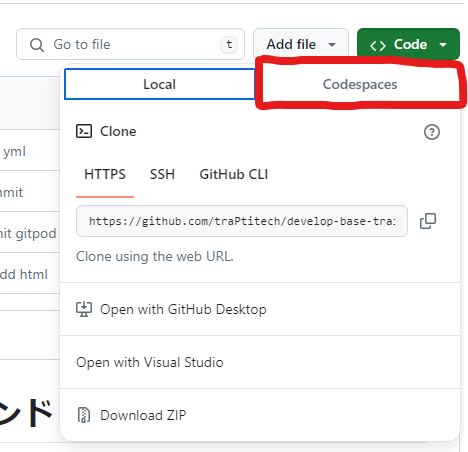 Go to file
t
Add file
Code
Local
Codespaces
Clone
HTTPS
SSH
GitHub CLI
https://github.com/traPtitech/develop-base-tra
Clone using the web URL.
Open with GitHub Desktop
Open with Visual Studio
Download ZIP
yml
mmit
nit gitpod
dd html
ンド